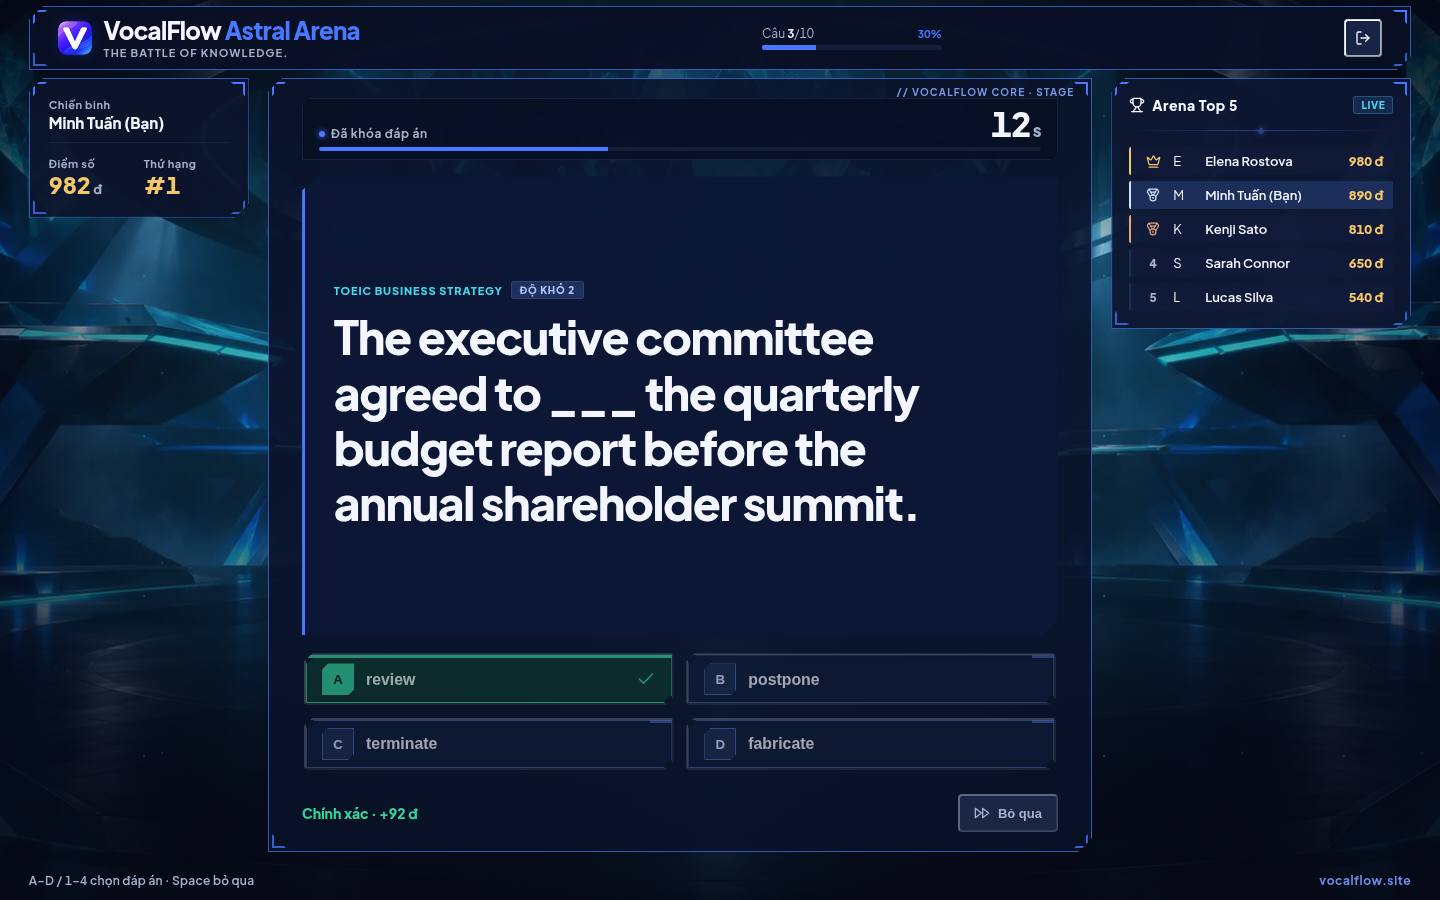 VocalFlow Astral Arena
THE BATTLE OF KNOWLEDGE.
Câu 3/10
30%
Chiến binh
Minh Tuấn (Bạn)
Điểm số
Thứ hạng
982 đ
#1
// VOCALFLOW CORE · STAGE
Đã khóa đáp án
12s
TOEIC BUSINESS STRATEGY
ĐỘ KHÓ 2
The executive committee
agreed to ___ the quarterly
budget report before the
annual shareholder summit.
A review
B postpone
C terminate
D fabricate
Chính xác · +92 đ
Bỏ qua
Arena Top 5
LIVE
E Elena Rostova 980 đ
M Minh Tuấn (Bạn) 890 đ
K Kenji Sato 810 đ
4 S Sarah Connor 650 đ
5 L Lucas Silva 540 đ
A–D / 1–4 chọn đáp án · Space bỏ qua
vocalflow.site